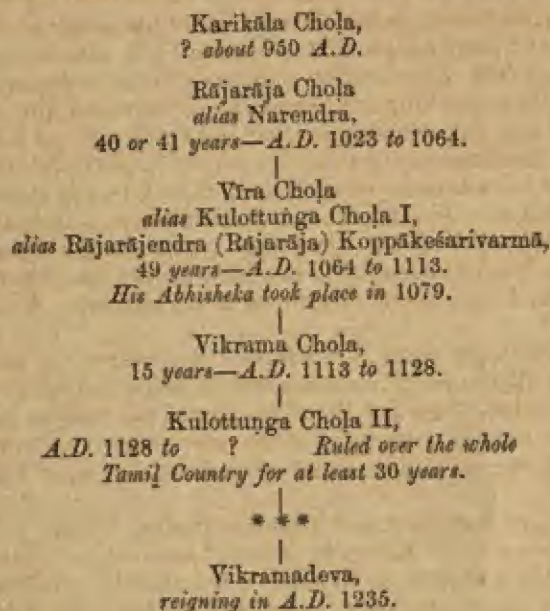 Karikāla Choḷa,
? about 950 A.D.
Rājarāja Choḷa
alias Narendra,
40 or 41 years—A.D. 1023 to 1064.
Vīra Choḷa
alias Kulottuṅga Choḷa I,
alias Rājarājendra (Rājarāja) Koppākeśarivarmā,
49 years—A.D. 1064 to 1113.
His Abhisheka took place in 1079.
Vikrama Choḷa,
15 years—A.D. 1113 to 1128.
Kulottuṇga Choḷa II,
A.D. 1128 to ? Ruled over the whole
Tamiḻ Country for at least 30 years.
* * *
Vikramadeva,
reigning in A.D. 1235.